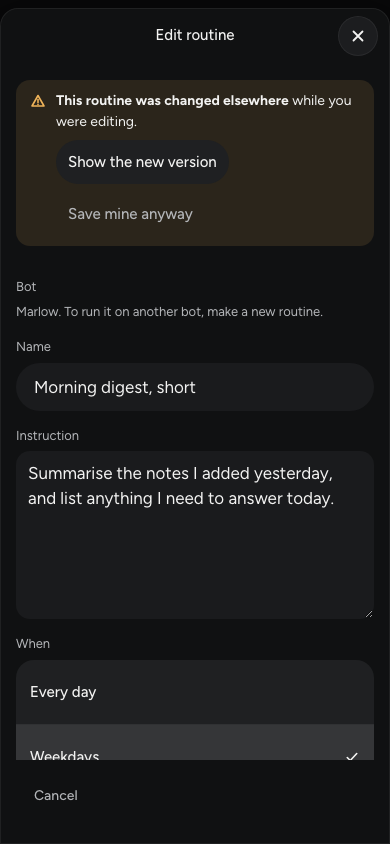 Edit routine
This routine was changed elsewhere while you
were editing.
Show the new version
Save mine anyway
Bot
Marlow. To run it on another bot, make a new routine.
Name
Morning digest, short
Instruction
Summarise the notes I added yesterday,
and list anything I need to answer today.
When
Every day
Weekdays
Cancel